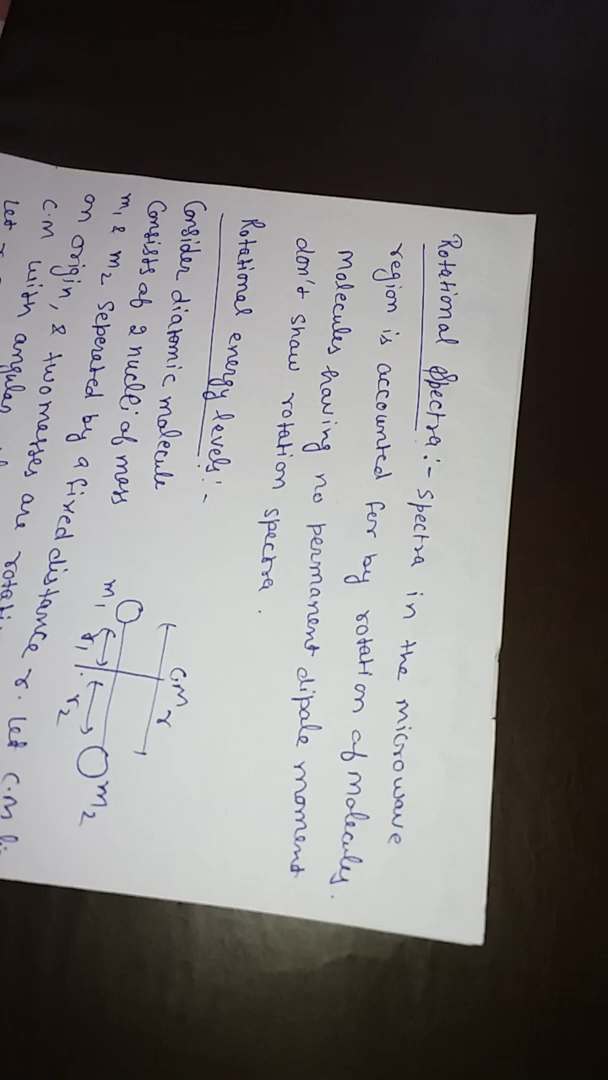 Rotational Spectra :- Spectra in the microwave
region is accounted for by rotation of molecules.
Molecules having no permanent dipole moment
don't show rotation spectra.
Rotational energy levels :-
Consider diatomic molecule
Consists of 2 nuclei of mass
m₁ & m₂ seperated by a fixed distance r. Let C.M
on origin, & two masses are
C.M with angular
Let
C.M
r
m₁
r₁
r₂
m₂